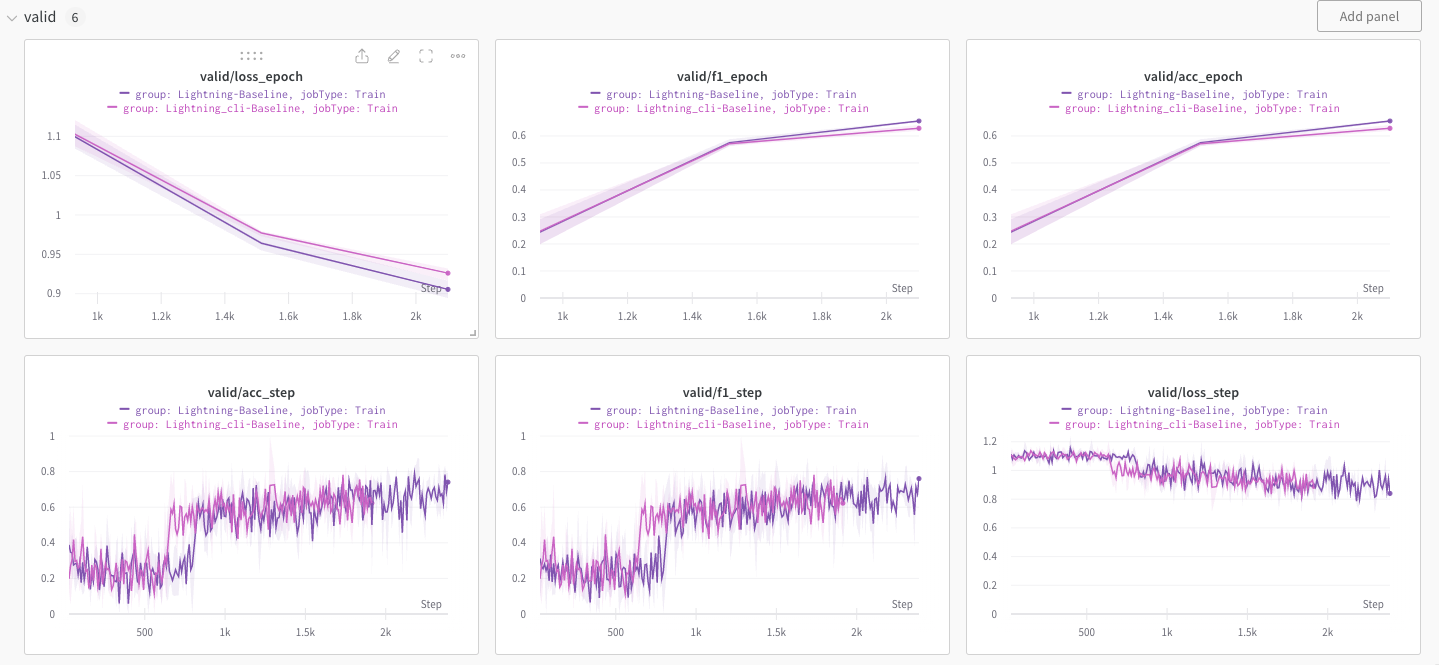 valid 6
Add panel
valid/loss_epoch
group: Lightning-Baseline, jobType: Train
group: Lightning_cli-Baseline, jobType: Train
1.1
1.05
1
0.95
0.9
Step
1k 1.2k 1.4k 1.6k 1.8k 2k
valid/f1_epoch
group: Lightning-Baseline, jobType: Train
group: Lightning_cli-Baseline, jobType: Train
0.6
0.5
0.4
0.3
0.2
0.1
0
Step
1k 1.2k 1.4k 1.6k 1.8k 2k
valid/acc_epoch
group: Lightning-Baseline, jobType: Train
group: Lightning_cli-Baseline, jobType: Train
0.6
0.5
0.4
0.3
0.2
0.1
0
Step
1k 1.2k 1.4k 1.6k 1.8k 2k
valid/acc_step
group: Lightning-Baseline, jobType: Train
group: Lightning_cli-Baseline, jobType: Train
1
0.8
0.6
0.4
0.2
0
Step
500 1k 1.5k 2k
valid/f1_step
group: Lightning-Baseline, jobType: Train
group: Lightning_cli-Baseline, jobType: Train
1
0.8
0.6
0.4
0.2
0
Step
500 1k 1.5k 2k
valid/loss_step
group: Lightning-Baseline, jobType: Train
group: Lightning_cli-Baseline, jobType: Train
1.2
1
0.8
0.6
0.4
0.2
0
Step
500 1k 1.5k 2k